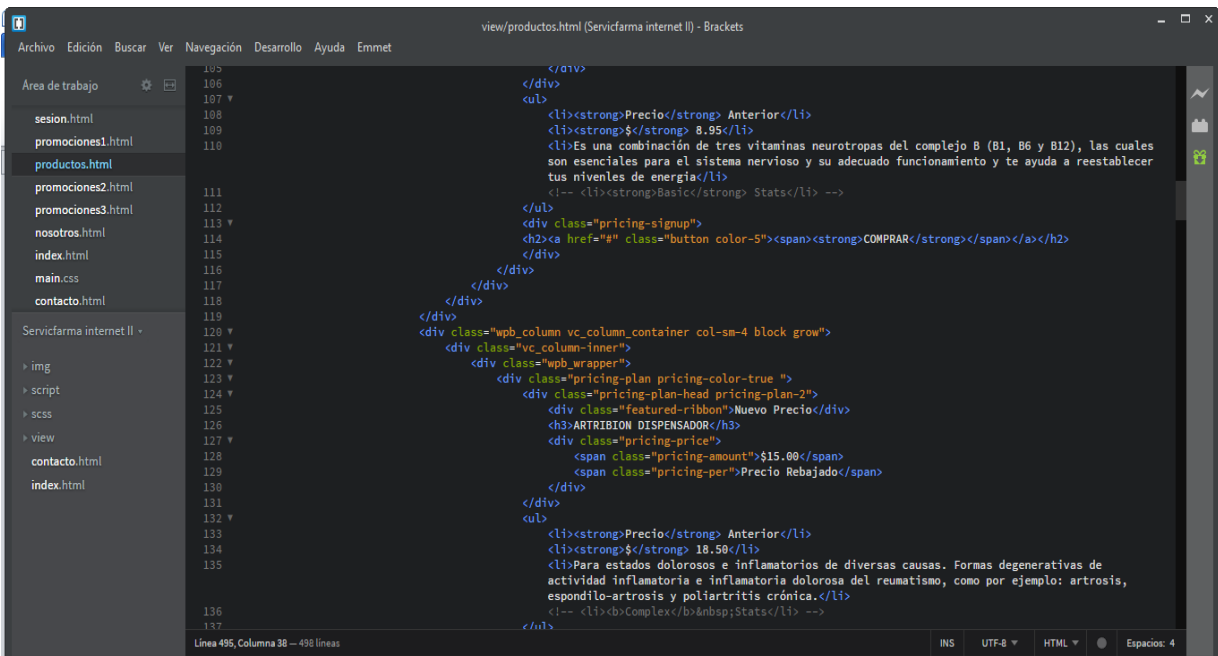 view/productos.html (Servicfarma internet II) - Brackets
Archivo Edición Buscar Ver Navegación Desarrollo Ayuda Emmet
Área de trabajo
sesion.html
promociones1.html
productos.html
promociones2.html
promociones3.html
nosotros.html
index.html
main.css
contacto.html
Servicfarma internet II
img
script
scss
view
contacto.html
index.html
105 </div>
106 </div>
107 <ul>
108 <li><strong>Precio</strong> Anterior</li>
109 <li><strong>$</strong> 8.95</li>
110 <li>Es una combinación de tres vitaminas neurotropas del complejo B (B1, B6 y B12), las cuales
son esenciales para el sistema nervioso y su adecuado funcionamiento y te ayuda a reestablecer
tus nivenles de energia</li>
111 <!-- <li><strong>Basic</strong> Stats</li> -->
112 </ul>
113 <div class="pricing-signup">
114 <h2><a href="#" class="button color-5"><span><strong>COMPRAR</strong></span></a></h2>
115 </div>
116 </div>
117 </div>
118 </div>
119 </div>
120 <div class="wpb_column vc_column_container col-sm-4 block grow">
121 <div class="vc_column-inner">
122 <div class="wpb_wrapper">
123 <div class="pricing-plan pricing-color-true ">
124 <div class="pricing-plan-head pricing-plan-2">
125 <div class="featured-ribbon">Nuevo Precio</div>
126 <h3>ARTRIBION DISPENSADOR</h3>
127 <div class="pricing-price">
128 <span class="pricing-amount">$15.00</span>
129 <span class="pricing-per">Precio Rebajado</span>
130 </div>
131 </div>
132 <ul>
133 <li><strong>Precio</strong> Anterior</li>
134 <li><strong>$</strong> 18.50</li>
135 <li>Para estados dolorosos e inflamatorios de diversas causas. Formas degenerativas de
actividad inflamatoria e inflamatoria dolorosa del reumatismo, como por ejemplo: artrosis,
espondilo-artrosis y poliartritis crónica.</li>
136 <!-- <li><b>Complex</b>&nbsp;Stats</li> -->
137 </ul>
Línea 495, Columna 38 — 498 líneas
INS UTF-8 HTML Espacios: 4